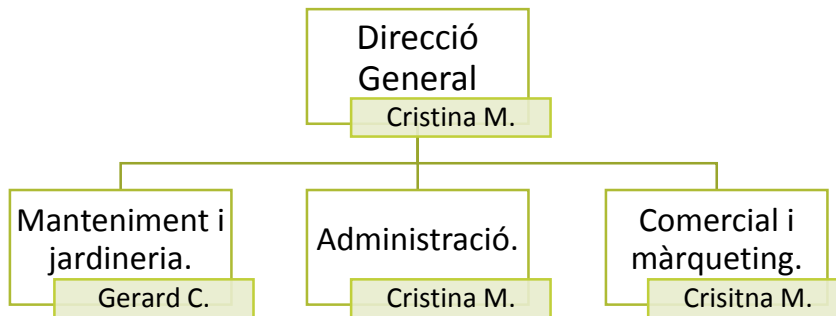 Direcció
General
Cristina M.
Manteniment i
jardineria.
Gerard C.
Administració.
Cristina M.
Comercial i
màrqueting.
Crisitna M.